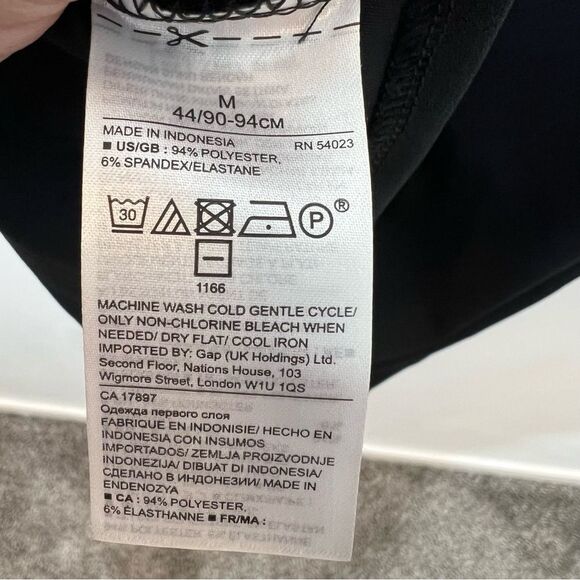 M
44/90-94CM
MADE IN INDONESIA RN 54023
■ US/GB : 94% POLYESTER,
6% SPANDEX/ELASTANE
30 P®
1166
MACHINE WASH COLD GENTLE CYCLE/
ONLY NON-CHLORINE BLEACH WHEN
NEEDED/ DRY FLAT/ COOL IRON
IMPORTED BY: Gap (UK Holdings) Ltd.
Second Floor, Nations House, 103
Wigmore Street, London W1U 1QS
CA 17897
Одежда первого слоя
FABRIQUE EN INDONISIE/ HECHO EN
INDONESIA CON INSUMOS
IMPORTADOS/ ZEMLJA PROIZVODNJE
INDONEZIJA/ DIBUAT DI INDONESIA/
СДЕЛАНО В ИНДОНЕЗИИ/ MADE IN
ENDENOZYA
■ CA : 94% POLYESTER,
6% ÉLASTHANNE ■ FR/MA :